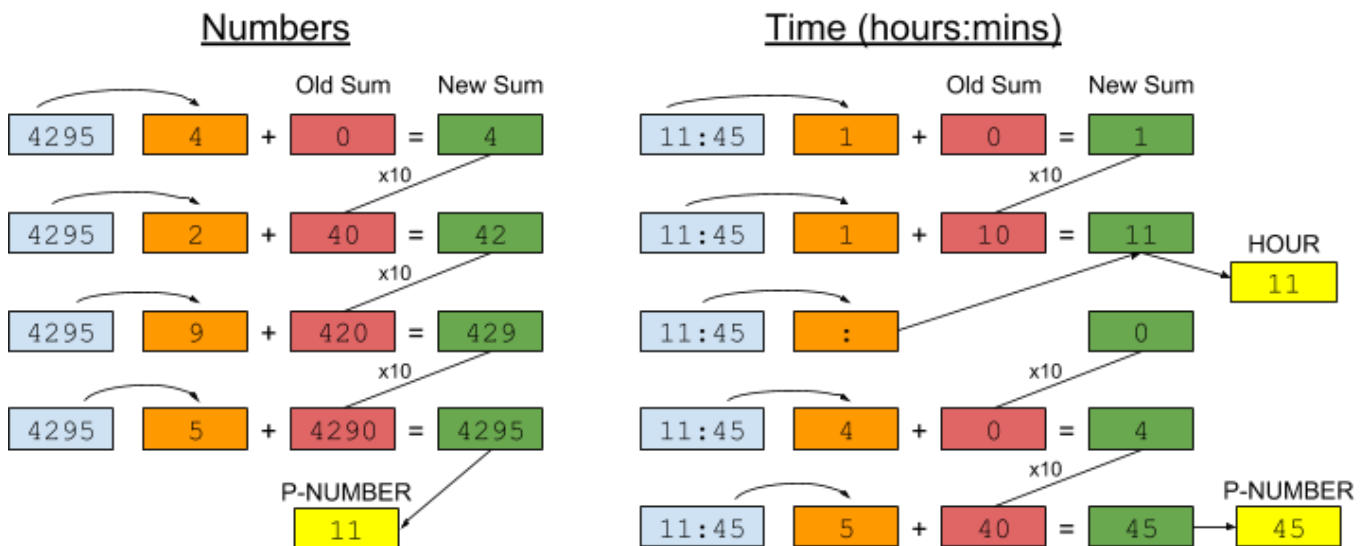 Numbers
Old Sum New Sum
4295 4 + 0 = 4
x10
4295 2 + 40 = 42
x10
4295 9 + 420 = 429
x10
4295 5 + 4290 = 4295
P-NUMBER
11
Time (hours:mins)
Old Sum New Sum
11:45 1 + 0 = 1
x10
11:45 1 + 10 = 11
HOUR
11
11:45 : 0
x10
11:45 4 + 0 = 4
x10
P-NUMBER
11:45 5 + 40 = 45 45